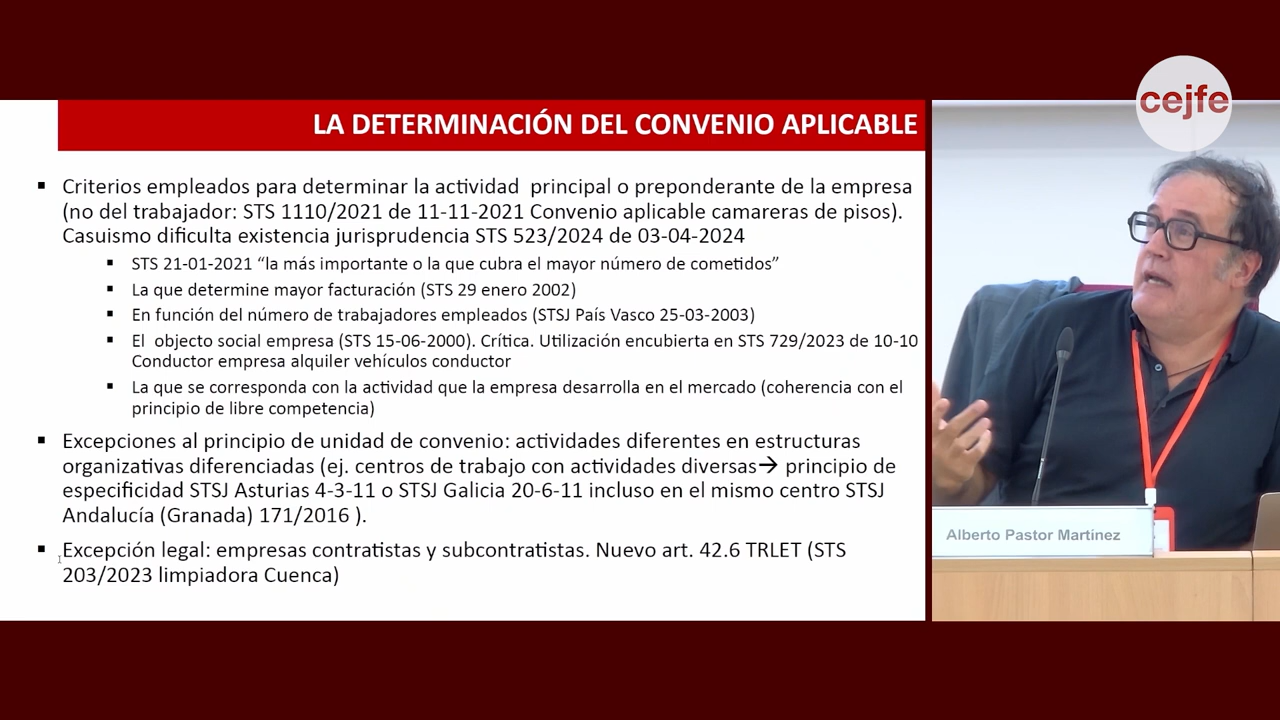 cejfe
LA DETERMINACIÓN DEL CONVENIO APLICABLE
▪ Criterios empleados para determinar la actividad principal o preponderante de la empresa
(no del trabajador: STS 1110/2021 de 11-11-2021 Convenio aplicable camareras de pisos).
Casuismo dificulta existencia jurisprudencia STS 523/2024 de 03-04-2024
▪ STS 21-01-2021 “la más importante o la que cubra el mayor número de cometidos”
▪ La que determine mayor facturación (STS 29 enero 2002)
▪ En función del número de trabajadores empleados (STSJ País Vasco 25-03-2003)
▪ El objecto social empresa (STS 15-06-2000). Crítica. Utilización encubierta en STS 729/2023 de 10-10
Conductor empresa alquiler vehículos conductor
▪ La que se corresponda con la actividad que la empresa desarrolla en el mercado (coherencia con el
principio de libre competencia)
▪ Excepciones al principio de unidad de convenio: actividades diferentes en estructuras
organizativas diferenciadas (ej. centros de trabajo con actividades diversas→ principio de
especificidad STSJ Asturias 4-3-11 o STSJ Galicia 20-6-11 incluso en el mismo centro STSJ
Andalucía (Granada) 171/2016 ).
▪ Excepción legal: empresas contratistas y subcontratistas. Nuevo art. 42.6 TRLET (STS
203/2023 limpiadora Cuenca)
Alberto Pastor Martínez